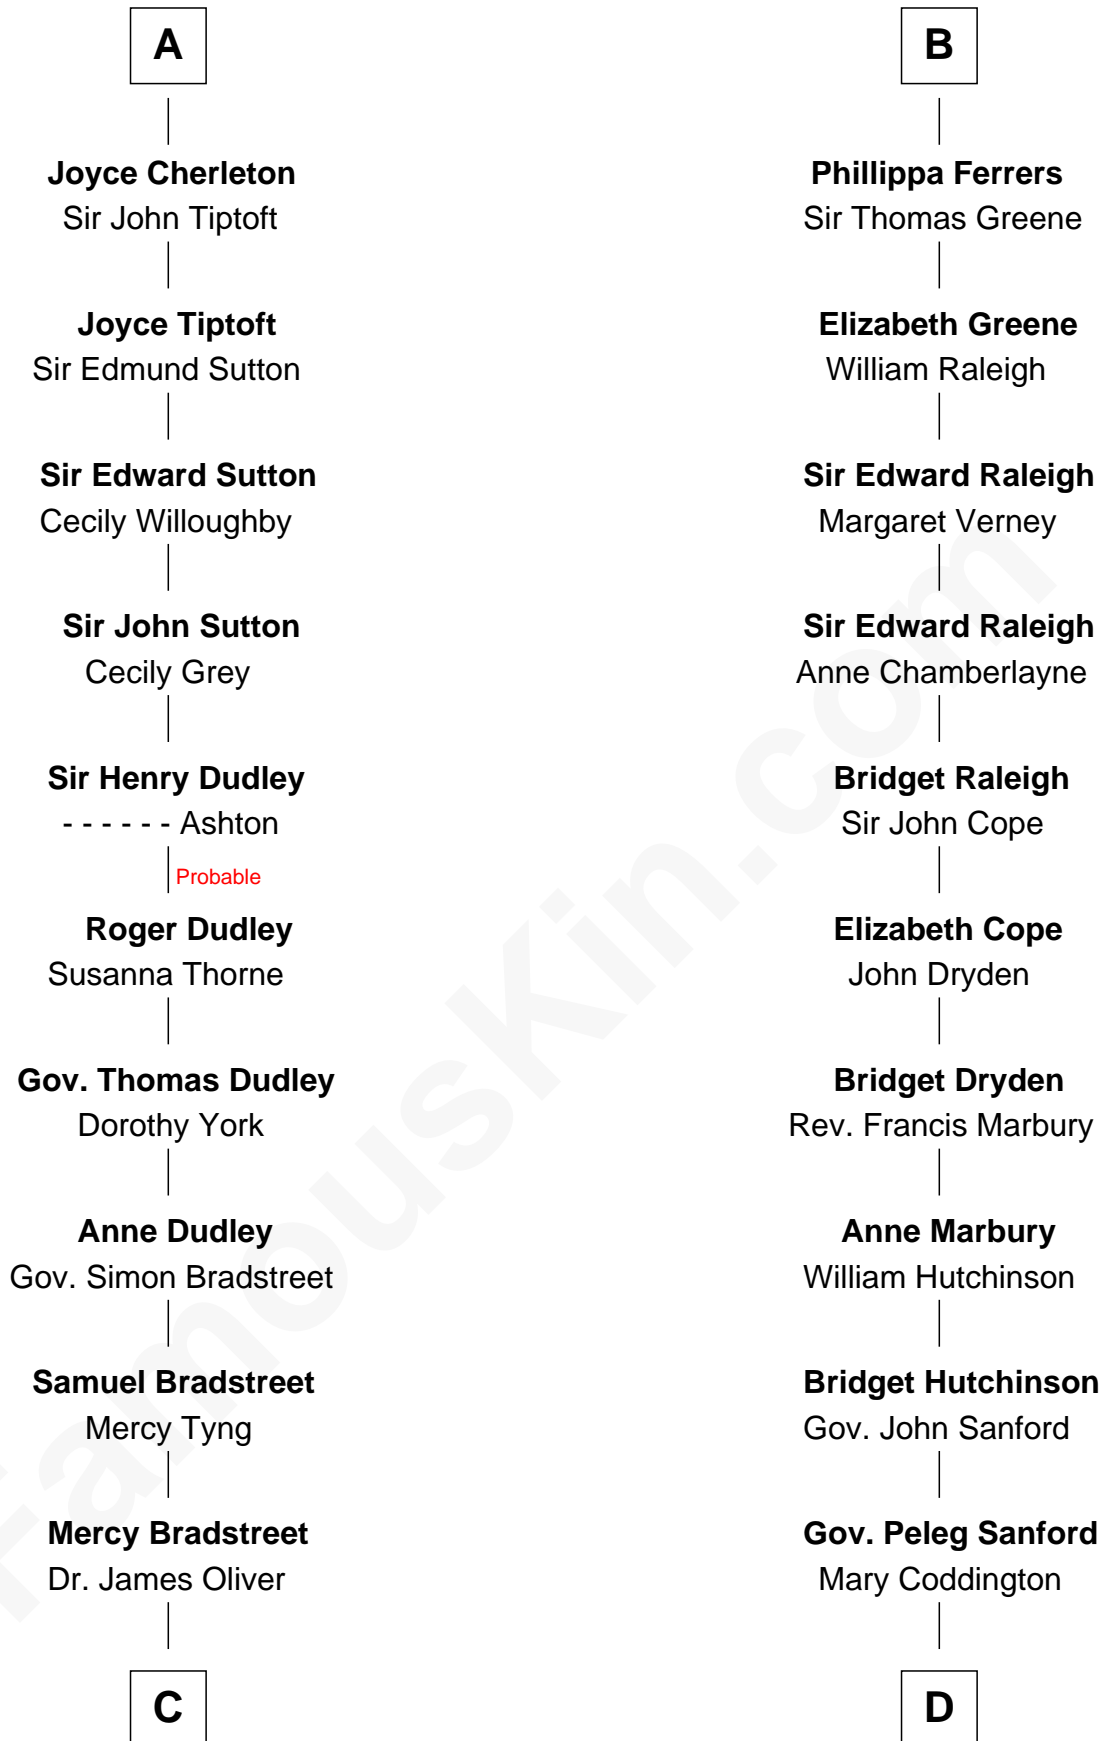 A
Joyce Cherleton
Sir John Tiptoft
Joyce Tiptoft
Sir Edmund Sutton
Sir Edward Sutton
Cecily Willoughby
Sir John Sutton
Cecily Grey
Sir Henry Dudley
- - - - - - Ashton
Probable
Roger Dudley
Susanna Thorne
Gov. Thomas Dudley
Dorothy York
Anne Dudley
Gov. Simon Bradstreet
Samuel Bradstreet
Mercy Tyng
Mercy Bradstreet
Dr. James Oliver
C
B
Phillippa Ferrers
Sir Thomas Greene
Elizabeth Greene
William Raleigh
Sir Edward Raleigh
Margaret Verney
Sir Edward Raleigh
Anne Chamberlayne
Bridget Raleigh
Sir John Cope
Elizabeth Cope
John Dryden
Bridget Dryden
Rev. Francis Marbury
Anne Marbury
William Hutchinson
Bridget Hutchinson
Gov. John Sanford
Gov. Peleg Sanford
Mary Coddington
D
FamousKin.com